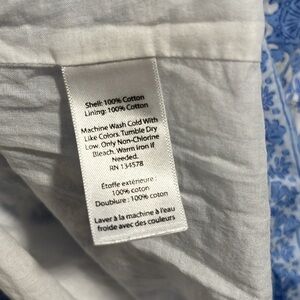 Shell: 100% Cotton
Lining: 100% Cotton
Machine Wash Cold With
Like Colors. Tumble Dry
Low. Only Non-Chlorine
Bleach. Warm Iron if
Needed.
RN 134578
Étoffe extérieure :
100% coton
Doublure : 100% coton
Laver à la machine à l'eau
froide avec des couleurs